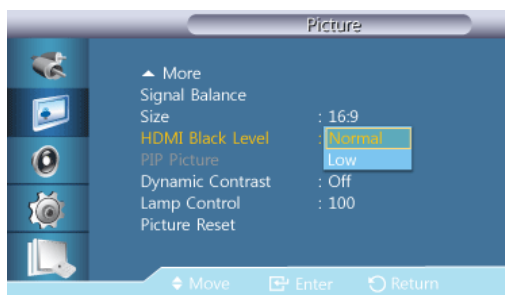 Picture
▲ More
Signal Balance
Size : 16:9
HDMI Black Level : Normal
PIP Picture Low
Dynamic Contrast : Off
Lamp Control : 100
Picture Reset
Move Enter Return